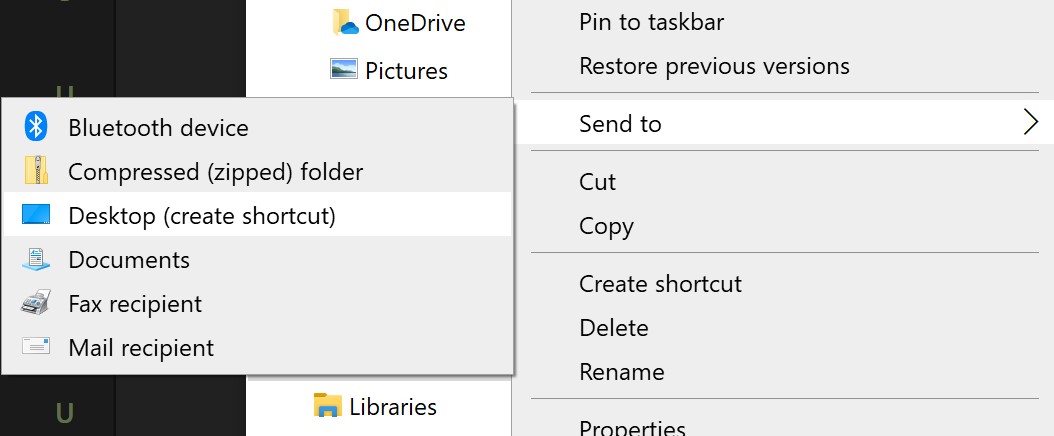 OneDrive
Pictures
U
Bluetooth device
Compressed (zipped) folder
Desktop (create shortcut)
Documents
Fax recipient
Mail recipient
Libraries
U
Pin to taskbar
Restore previous versions
Send to
Cut
Copy
Create shortcut
Delete
Rename
Properties